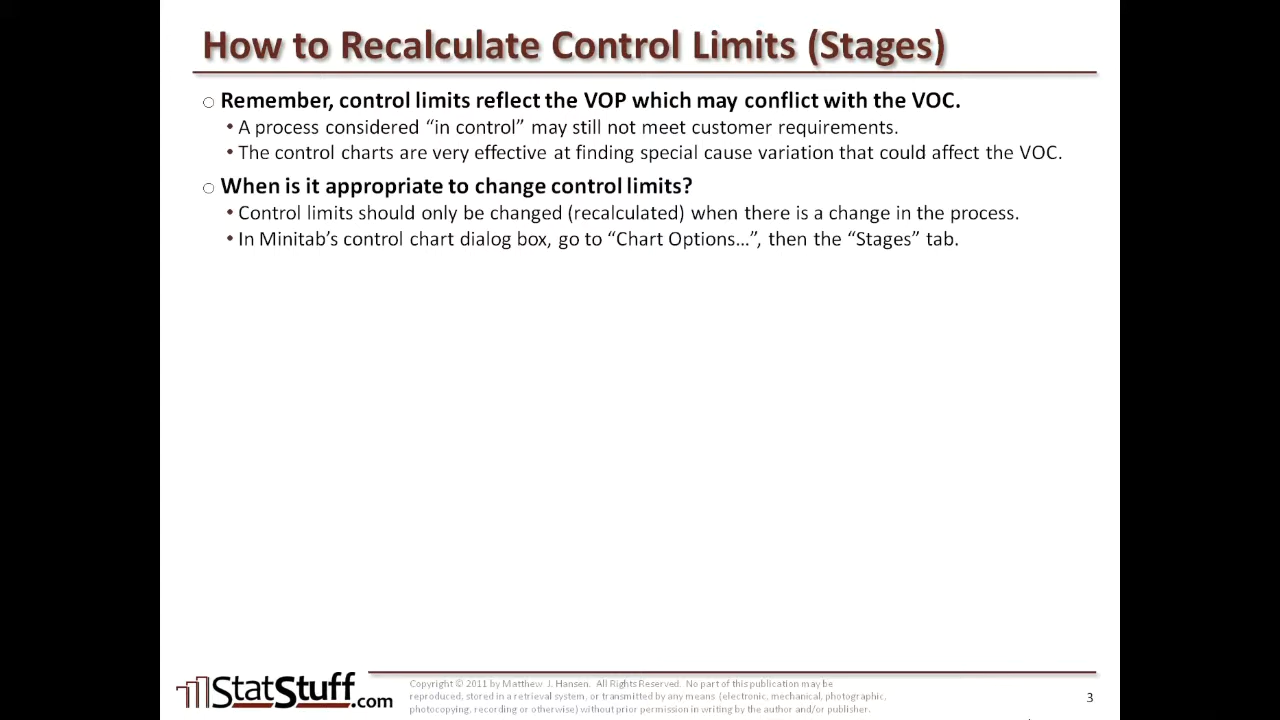 How to Recalculate Control Limits (Stages)
○ Remember, control limits reflect the VOP which may conflict with the VOC.
• A process considered “in control” may still not meet customer requirements.
• The control charts are very effective at finding special cause variation that could affect the VOC.
○ When is it appropriate to change control limits?
• Control limits should only be changed (recalculated) when there is a change in the process.
• In Minitab’s control chart dialog box, go to “Chart Options…”, then the “Stages” tab.
StatStuff.com
Copyright © 2011 by Matthew. J. Hansen. All Rights Reserved. No part of this publication may be
reproduced, stored in a retrieval system, or transmitted by any means (electronic, mechanical, photographic,
photocopying, recording or otherwise) without prior permission in writing by the author and/or publisher.
3